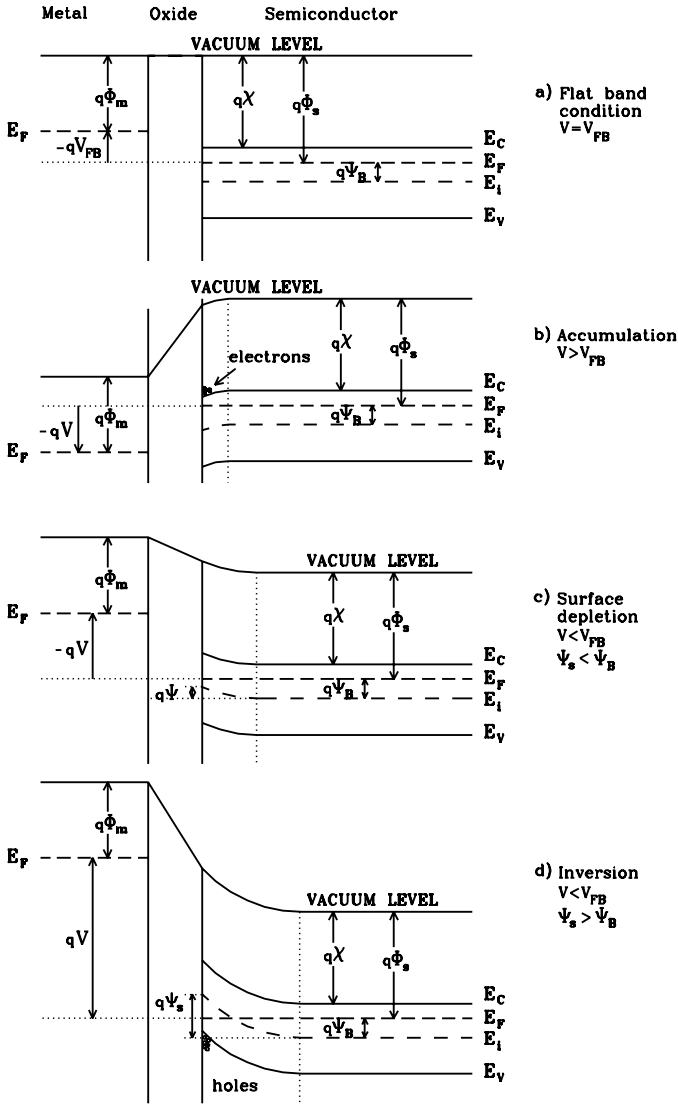 Metal Oxide Semiconductor
VACUUM LEVEL
qΦm
qχ
qΦs
a) Flat band
condition
V=VFB
EF
-qVFB
EC
EF
qΨB
Ei
EV
VACUUM LEVEL
b) Accumulation
V>VFB
qχ
qΦs
electrons
EC
EF
qΦm
qΨB
-qV
Ei
EF
EV
VACUUM LEVEL
qΦm
c) Surface
depletion
V<VFB
Ψs<ΨB
EF
qχ
qΦs
-qV
EC
EF
qΨ
qΨB
Ei
EV
qΦm
EF
d) Inversion
V<VFB
Ψs>ΨB
VACUUM LEVEL
qV
qχ
qΦs
qΨs
EC
EF
qΨB
Ei
EV
holes